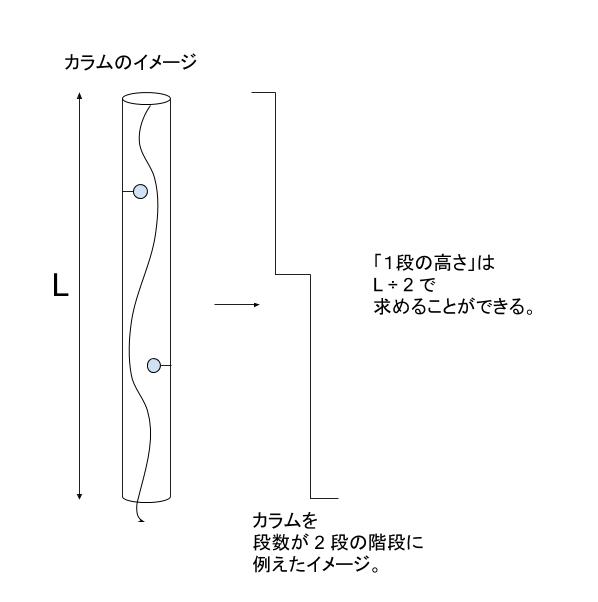 カラムのイメージ
L
「１段の高さ」は
L÷２で
求めることができる。
カラムを
段数が２段の階段に
例えたイメージ。